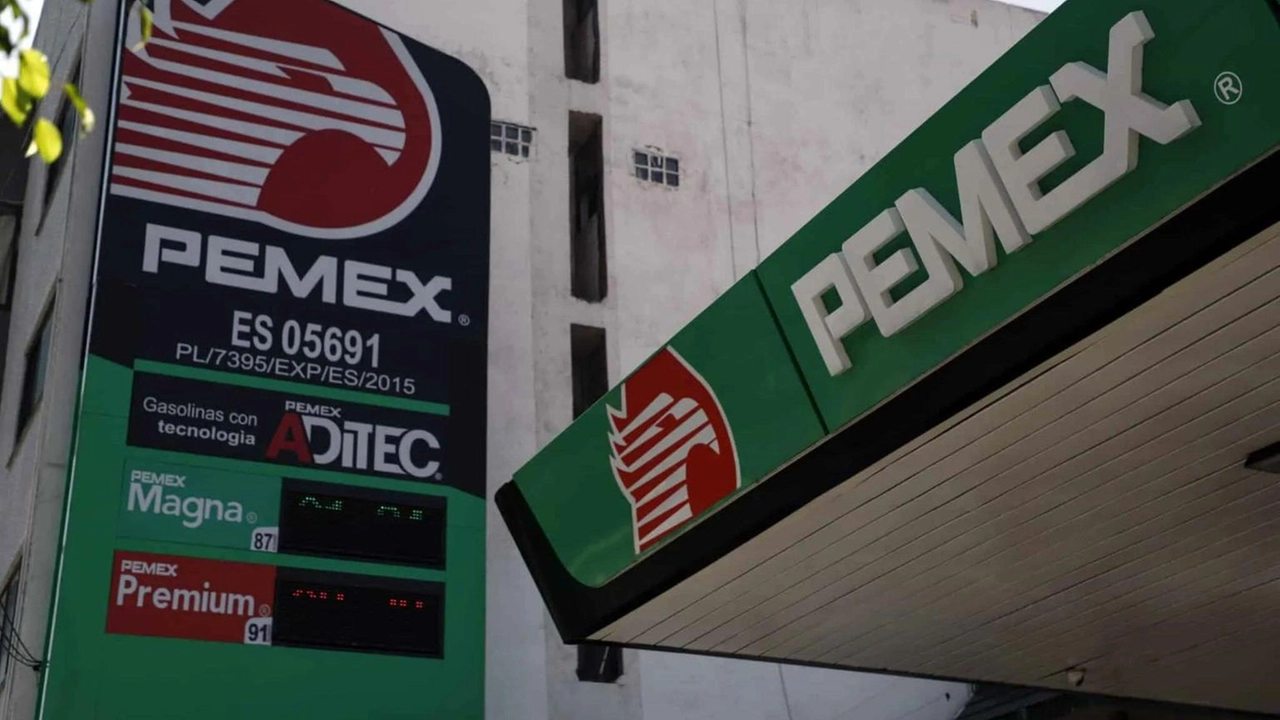 PEMEX®
ES 05691
PL/7395/EXP/ES/2015
Gasolinas con
tecnología
PEMEX
ADiTEC®
PEMEX
Magna®
87
PEMEX
Premium®
91
PEMEX®